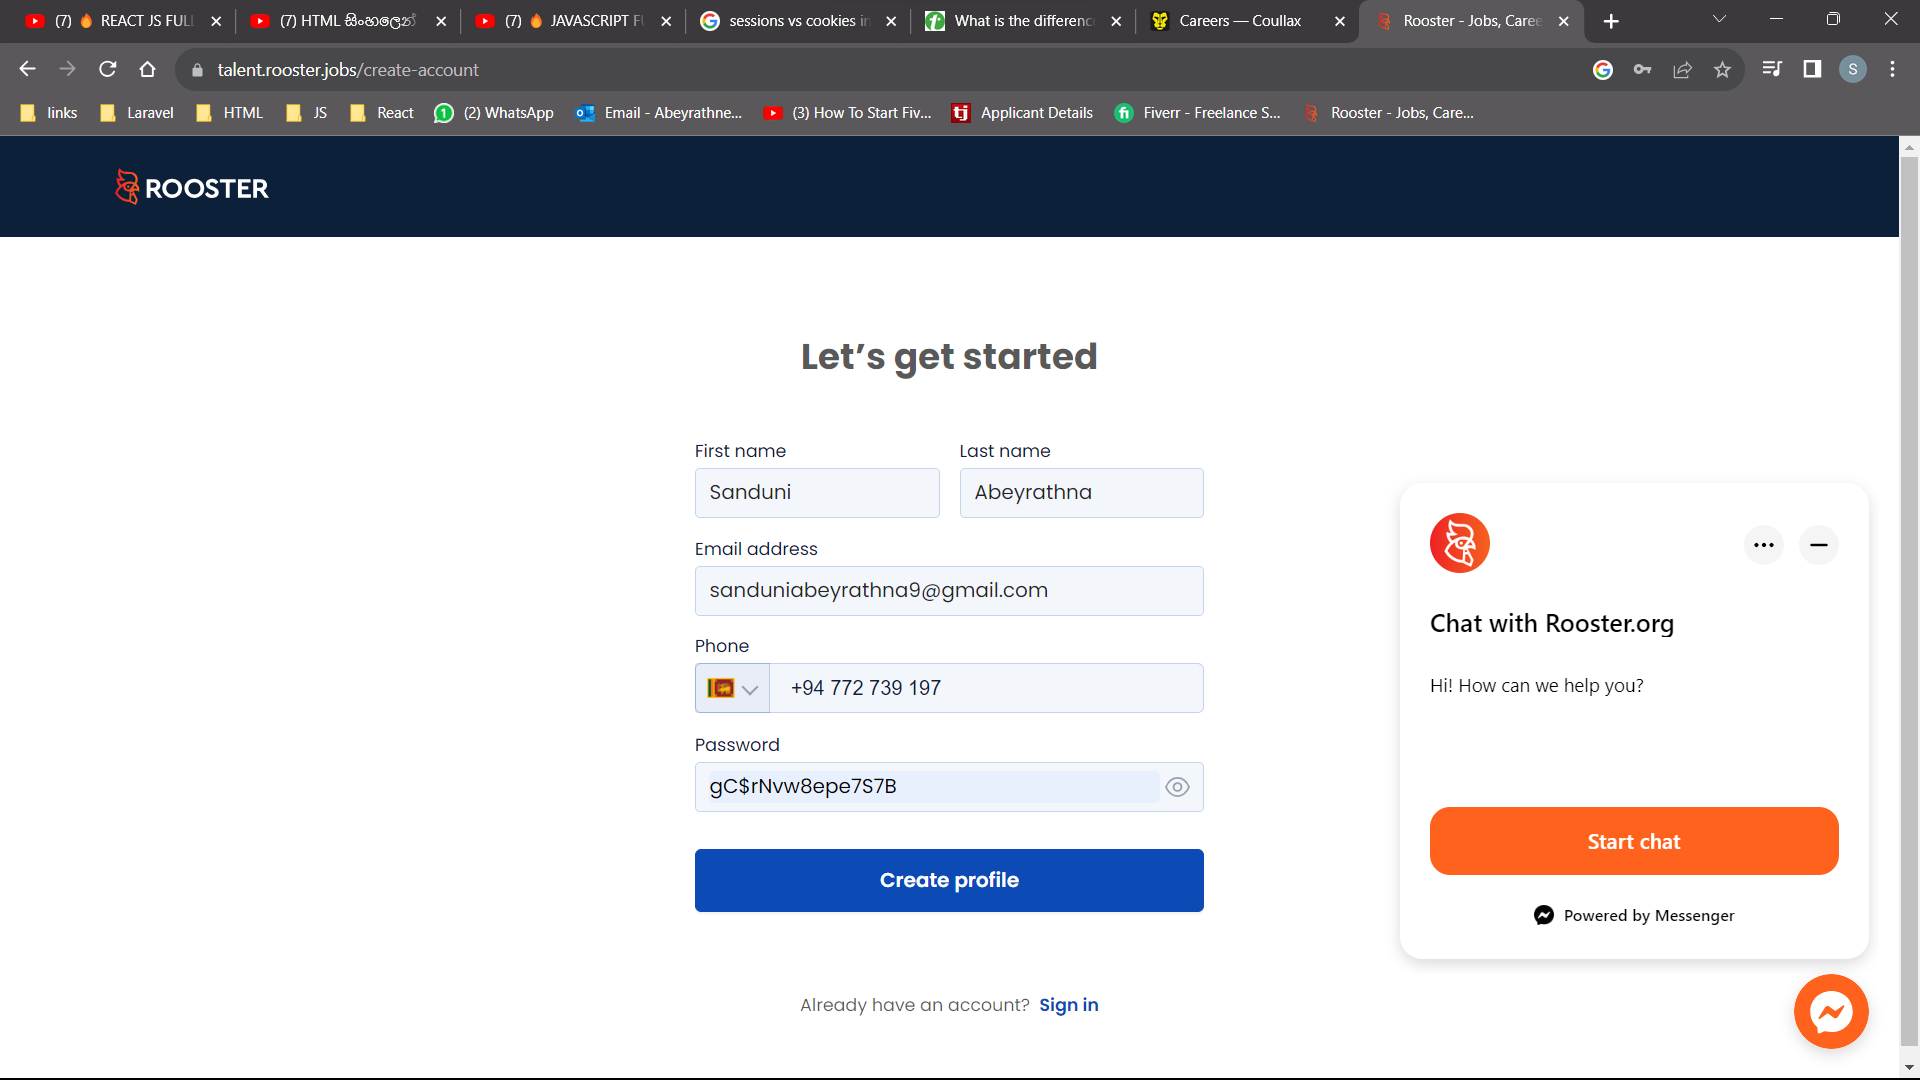 (7) 🔥 REACT JS FUL
(7) HTML සිංහලෙන්
(7) 🔥 JAVASCRIPT F
sessions vs cookies in
What is the differenc
Careers — Coullax
Rooster - Jobs, Caree
talent.rooster.jobs/create-account
S
links
Laravel
HTML
JS
React
(2) WhatsApp
Email - Abeyrathne...
(3) How To Start Fiv...
tj Applicant Details
Fiverr - Freelance S...
Rooster - Jobs, Care...
ROOSTER
Let’s get started
First name
Last name
Sanduni
Abeyrathna
Email address
sanduniabeyrathna9@gmail.com
Phone
+94 772 739 197
Password
gC$rNvw8epe7S7B
Create profile
Already have an account? Sign in
Chat with Rooster.org
Hi! How can we help you?
Start chat
Powered by Messenger